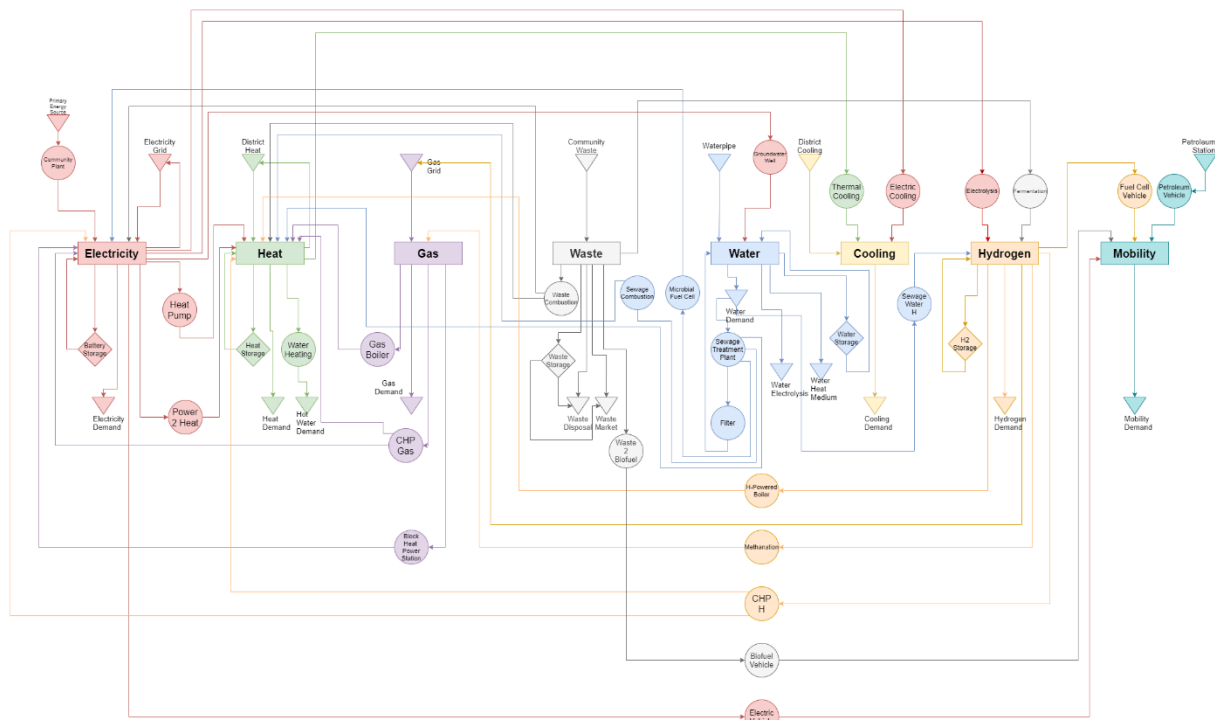 Primary
Energy
Source
Community
Plant
Electricity
Grid
District
Heat
Gas
Grid
Community
Waste
Waterpipe
Groundwater
Well
District
Cooling
Thermal
Cooling
Electric
Cooling
Electrolysis
Fermentation
Fuel Cell
Vehicle
Petroleum
Vehicle
Petroleum
Station
Electricity
Heat
Gas
Waste
Water
Cooling
Hydrogen
Mobility
Heat
Pump
Battery
Storage
Heat
Storage
Water
Heating
Gas
Boiler
Waste
Combustion
Sewage
Combustion
Microbial
Fuel Cell
Water
Demand
Sewage
Treatment
Plant
Water
Storage
Sewage
Water
H
H2
Storage
Waste
Storage
Electricity
Demand
Power
2 Heat
Heat
Demand
Hot
Water
Demand
Gas
Demand
CHP
Gas
Waste
Disposal
Waste
Market
Waste
2
Biofuel
Filter
Water
Electrolysis
Water
Heat
Medium
Cooling
Demand
Hydrogen
Demand
Mobility
Demand
H-Powered
Boiler
Block
Heat
Power
Station
Methanation
CHP
H
Biofuel
Vehicle
Electric